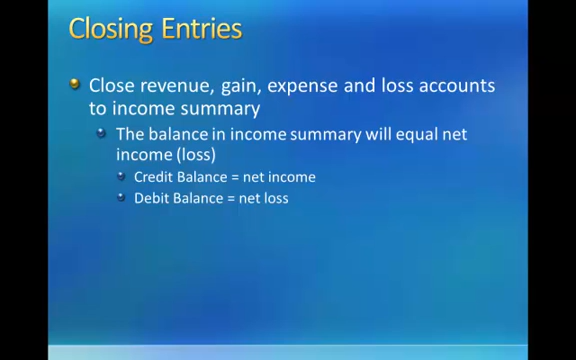 Closing Entries
Close revenue, gain, expense and loss accounts
to income summary
The balance in income summary will equal net
income (loss)
Credit Balance = net income
Debit Balance = net loss